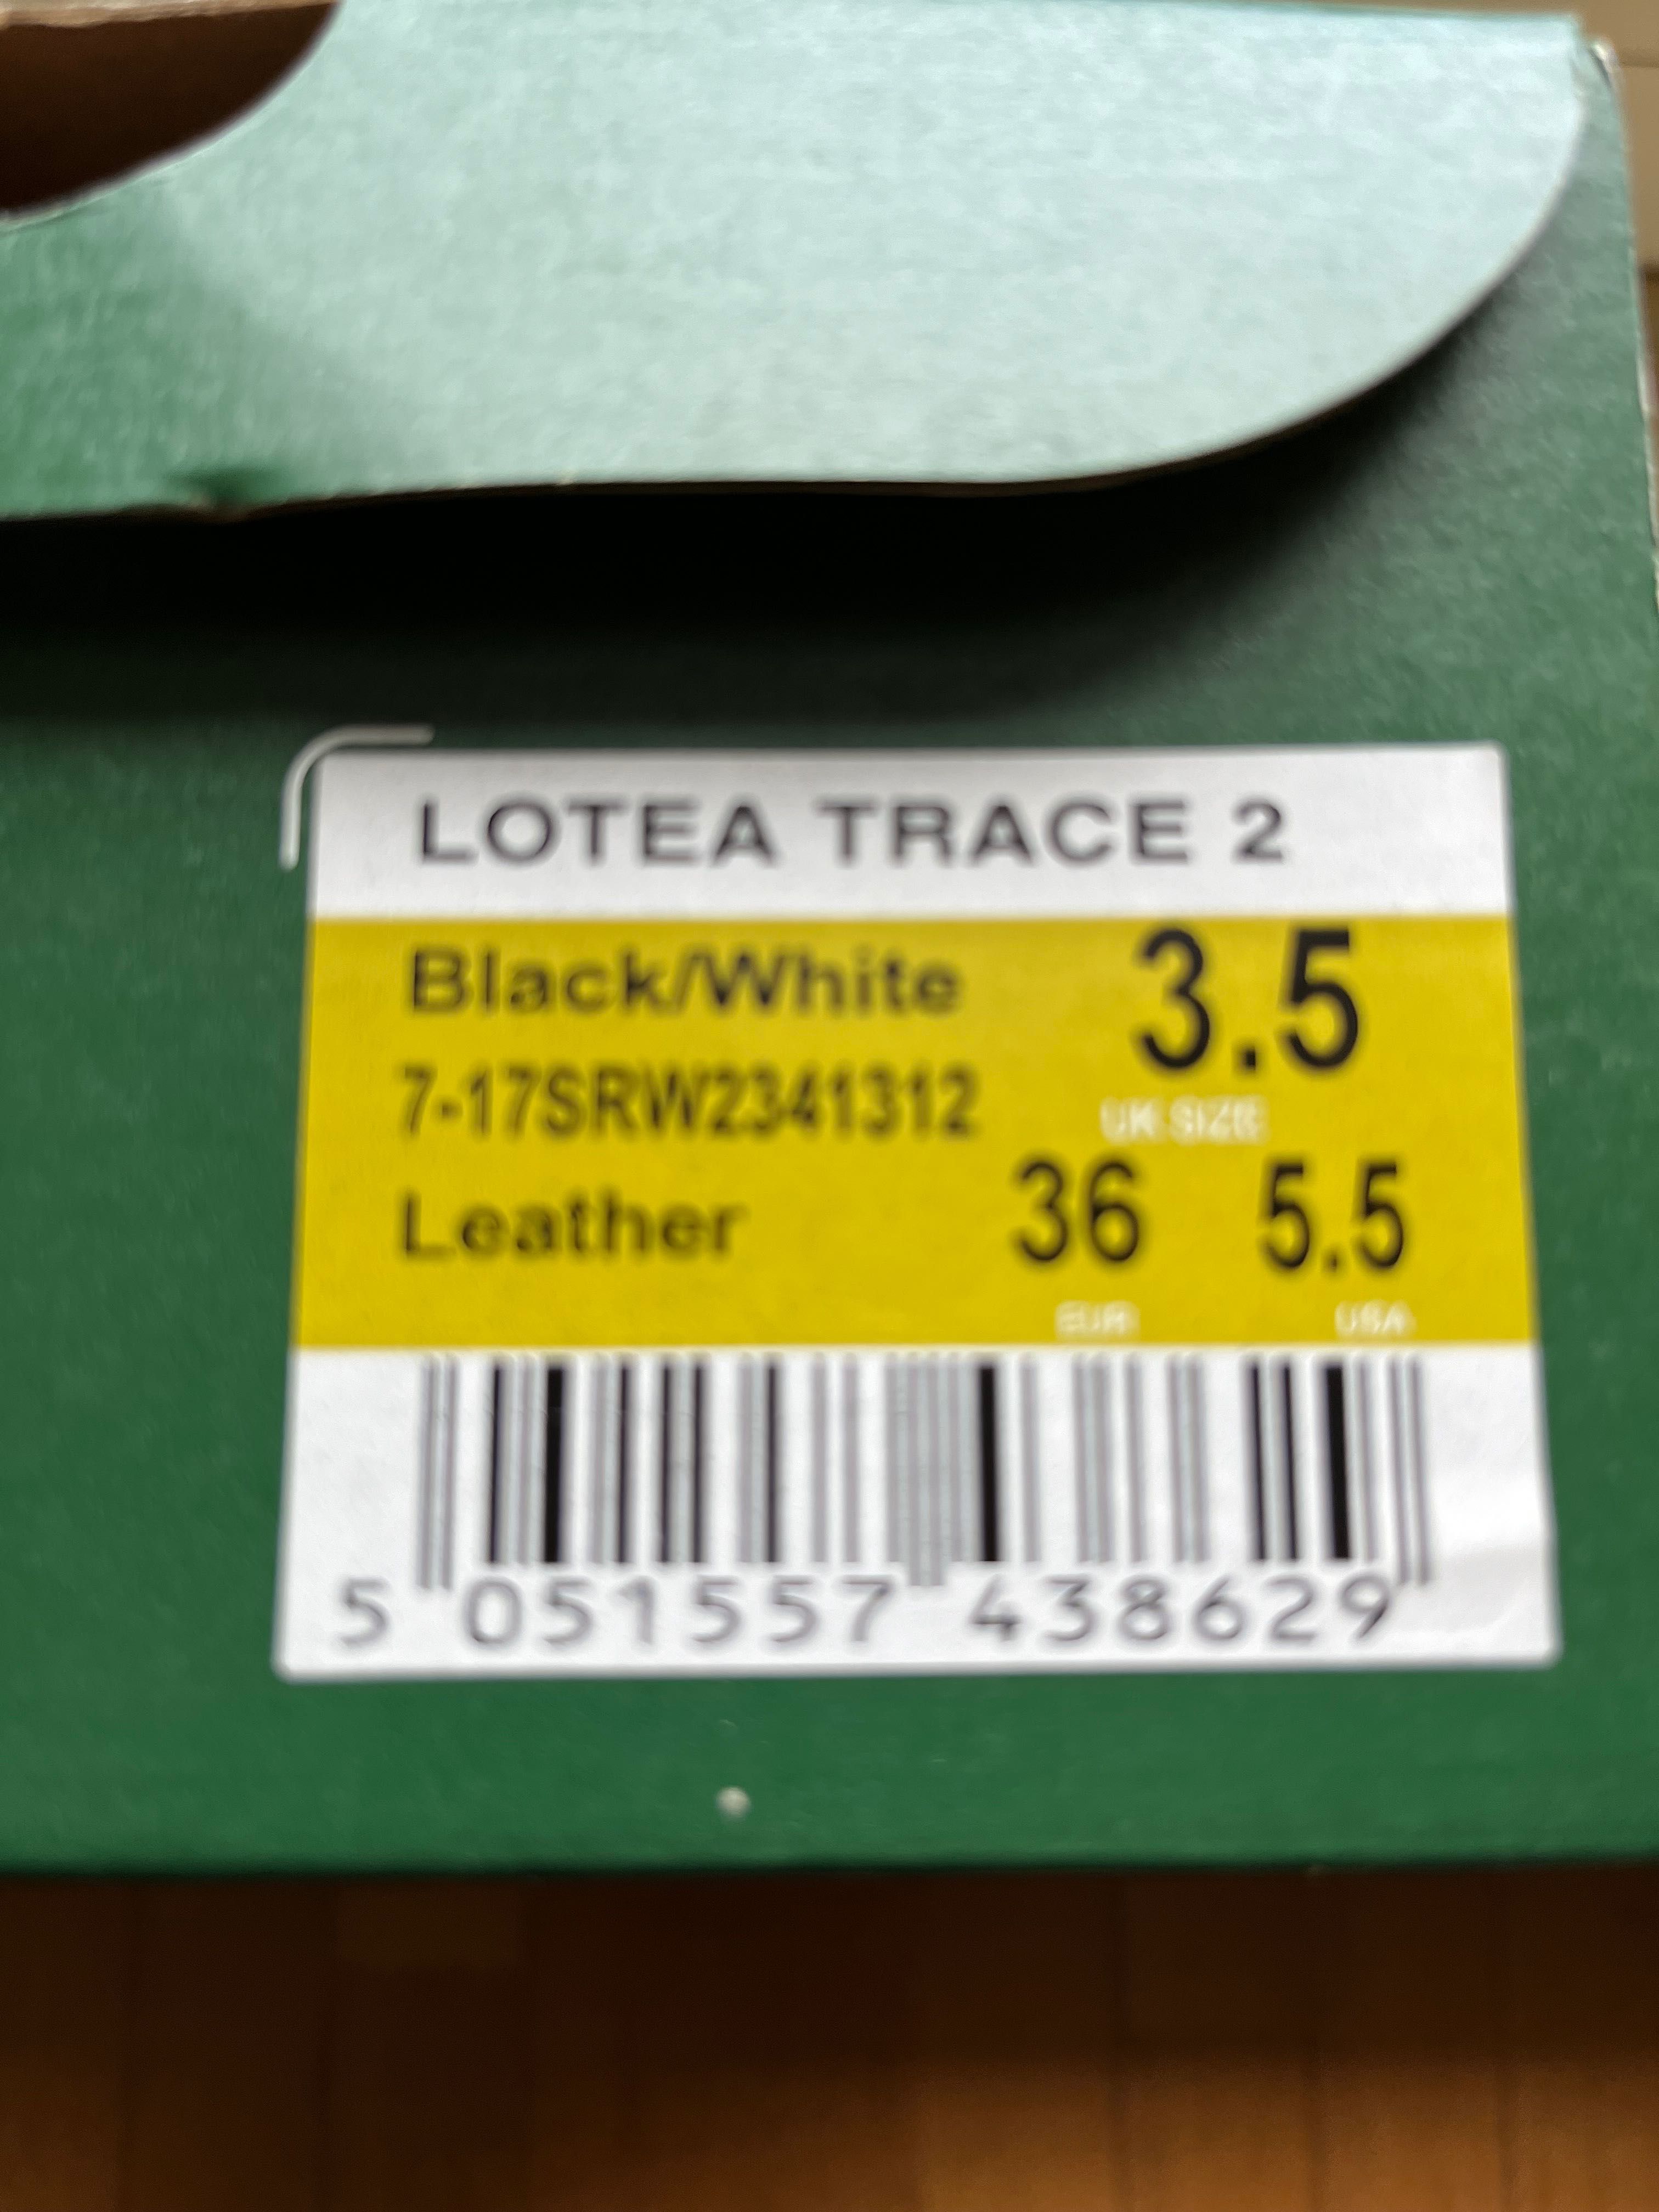 LOTEA TRACE 2
Black/White 3.5
7-17SRW2341312 UK SIZE
Leather 36 5.5
EUR USA
5 051557 438629